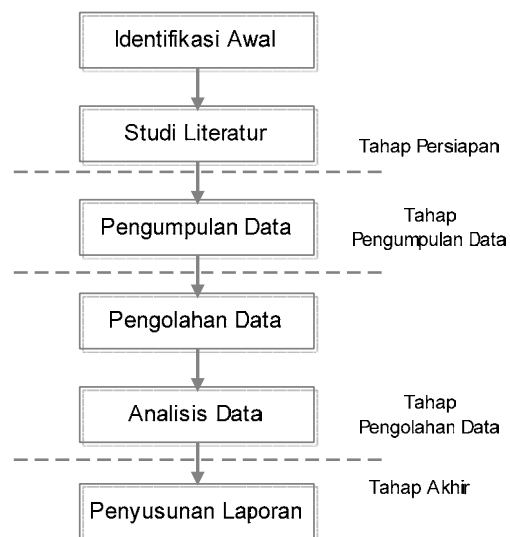 Identifikasi Awal
Studi Literatur
Tahap Persiapan
Pengumpulan Data
Tahap
Pengumpulan Data
Pengolahan Data
Analisis Data
Tahap
Pengolahan Data
Tahap Akhir
Penyusunan Laporan